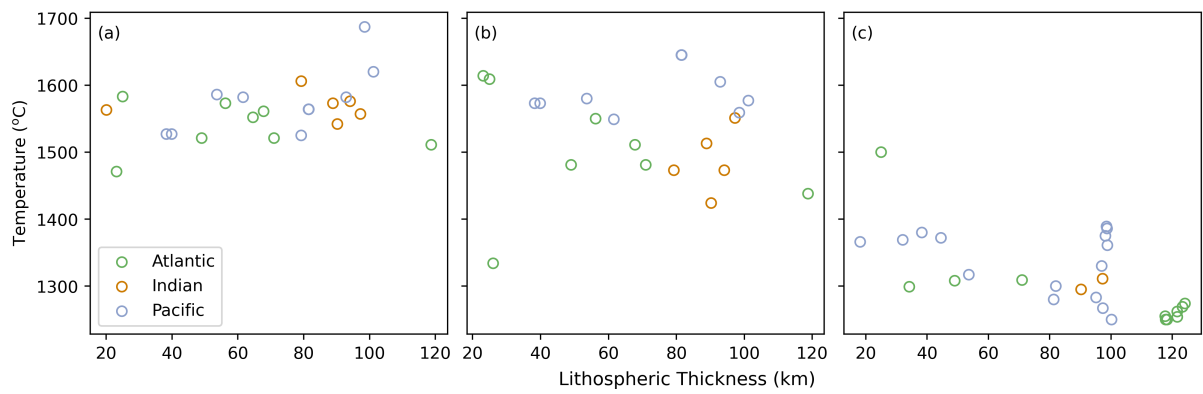 (a)
(b)
(c)
1700
1600
1500
1400
1300
Temperature (ºC)
Atlantic
Indian
Pacific
20 40 60 80 100 120
20 40 60 80 100 120
20 40 60 80 100 120
Lithospheric Thickness (km)